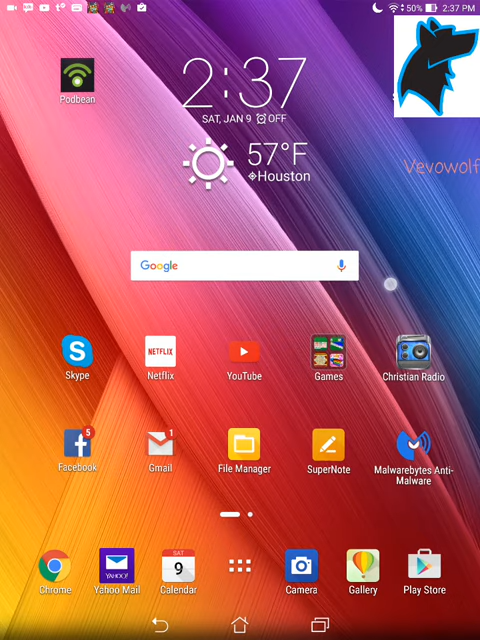 50% 2:37 PM
Podbean
2:37
SAT, JAN 9 OFF
57°F
Houston
Vevowolf
Google
Skype
NETFLIX
Netflix
YouTube
Games
Christian Radio
5
Facebook
1
Gmail
File Manager
SuperNote
Malwarebytes Anti-
Malware
YAHOO!
Yahoo Mail
Chrome
SAT
9
Calendar
Camera
Gallery
Play Store